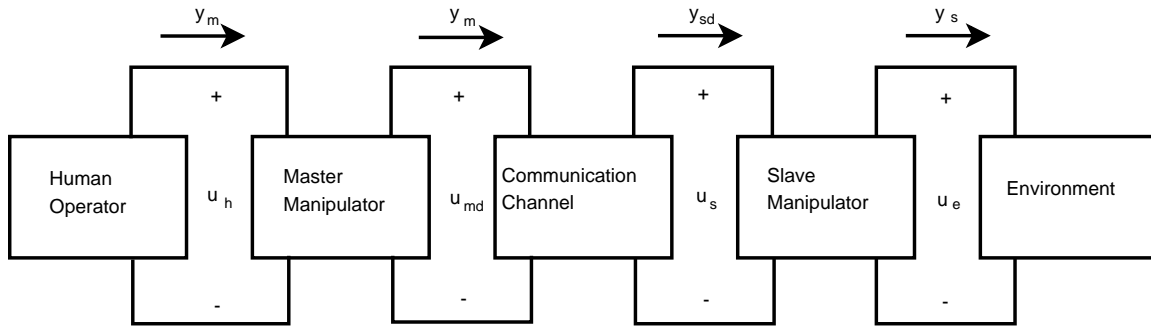 y m
y m
y sd
y s
+
+
+
+
Human
Operator
u h
Master
Manipulator
u md
Communication
Channel
u s
Slave
Manipulator
u e
Environment
-
-
-
-